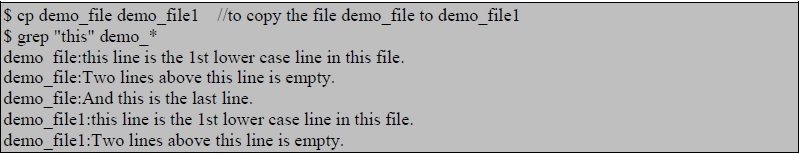 $ cp demo_file demo_file1    //to copy the file demo_file to demo_file1
$ grep "this" demo_*
demo_file:this line is the 1st lower case line in this file.
demo_file:Two lines above this line is empty.
demo_file:And this is the last line.
demo_file1:this line is the 1st lower case line in this file.
demo_file1:Two lines above this line is empty.